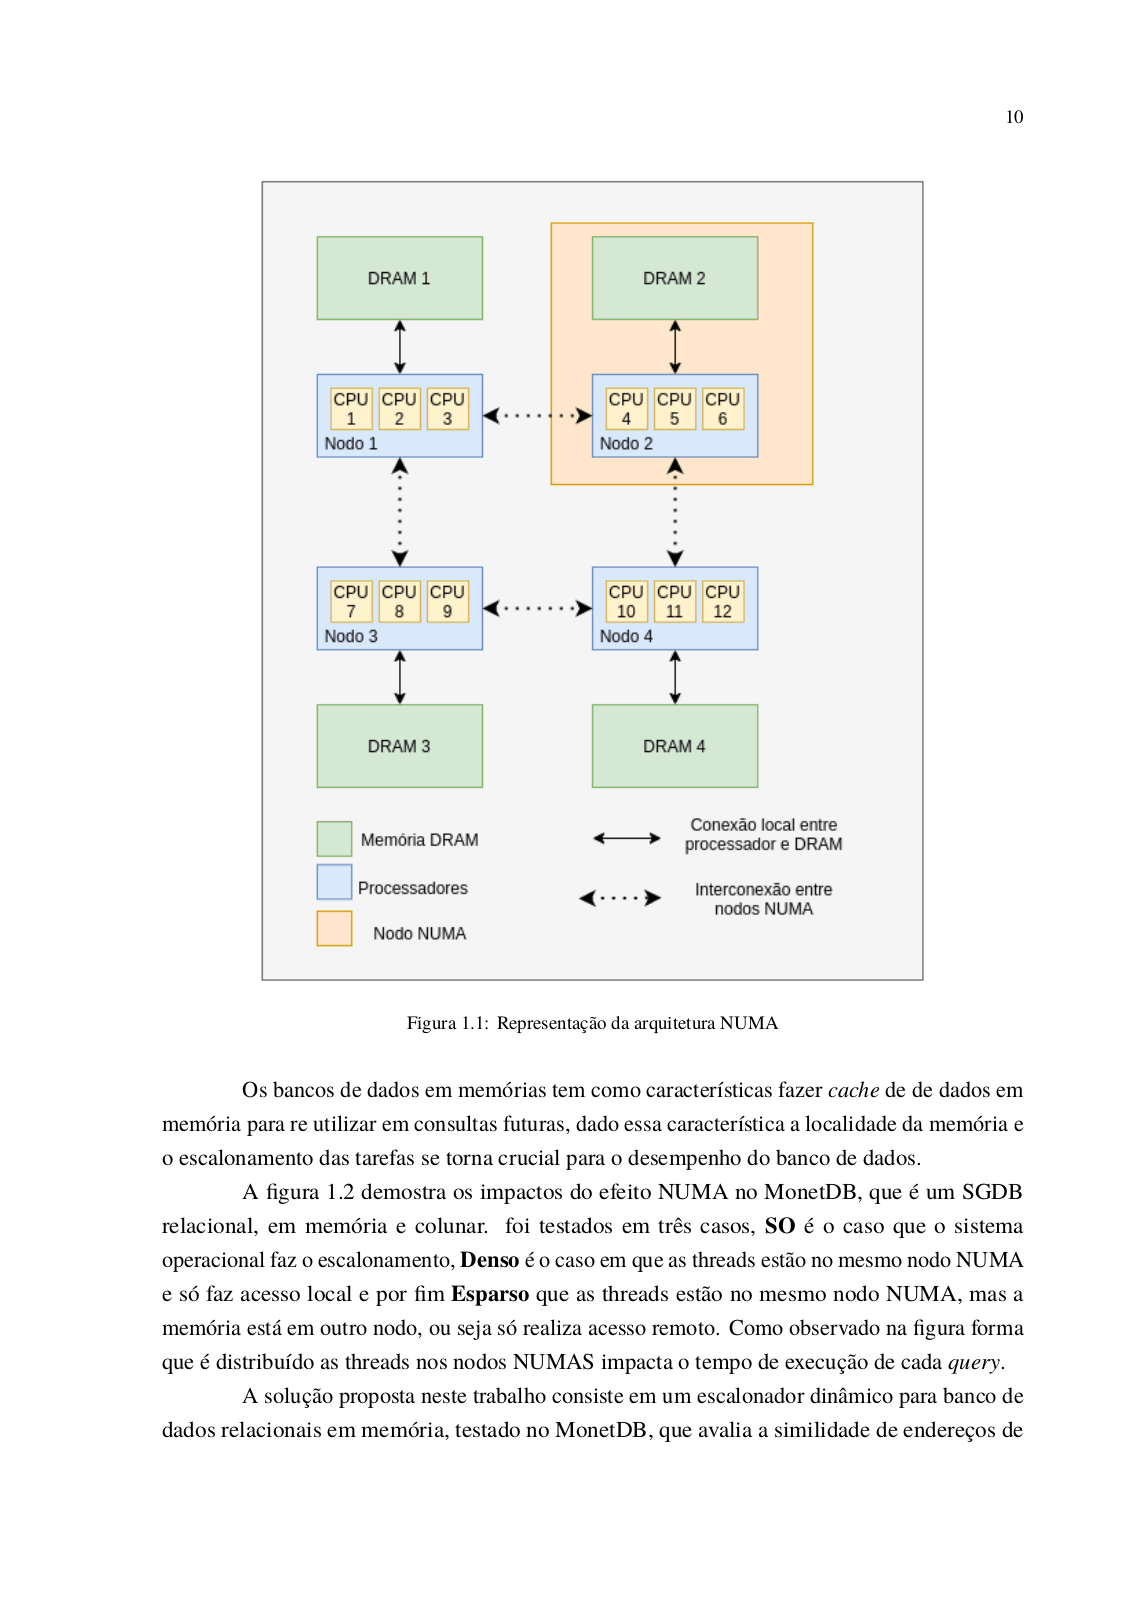 10
DRAM 1
DRAM 2
CPU 1 CPU 2 CPU 3
Nodo 1
CPU 4 CPU 5 CPU 6
Nodo 2
CPU 7 CPU 8 CPU 9
Nodo 3
CPU 10 CPU 11 CPU 12
Nodo 4
DRAM 3
DRAM 4
Memória DRAM
Processadores
Nodo NUMA
Conexão local entre
processador e DRAM
Interconexão entre
nodos NUMA
Figura 1.1: Representação da arquitetura NUMA
Os bancos de dados em memórias tem como características fazer cache de de dados em
memória para re utilizar em consultas futuras, dado essa característica a localidade da memória e
o escalonamento das tarefas se torna crucial para o desempenho do banco de dados.
A figura 1.2 demostra os impactos do efeito NUMA no MonetDB, que é um SGDB
relacional, em memória e colunar. foi testados em três casos, SO é o caso que o sistema
operacional faz o escalonamento, Denso é o caso em que as threads estão no mesmo nodo NUMA
e só faz acesso local e por fim Esparso que as threads estão no mesmo nodo NUMA, mas a
memória está em outro nodo, ou seja só realiza acesso remoto. Como observado na figura forma
que é distribuído as threads nos nodos NUMAS impacta o tempo de execução de cada query.
A solução proposta neste trabalho consiste em um escalonador dinâmico para banco de
dados relacionais em memória, testado no MonetDB, que avalia a similidade de endereços de